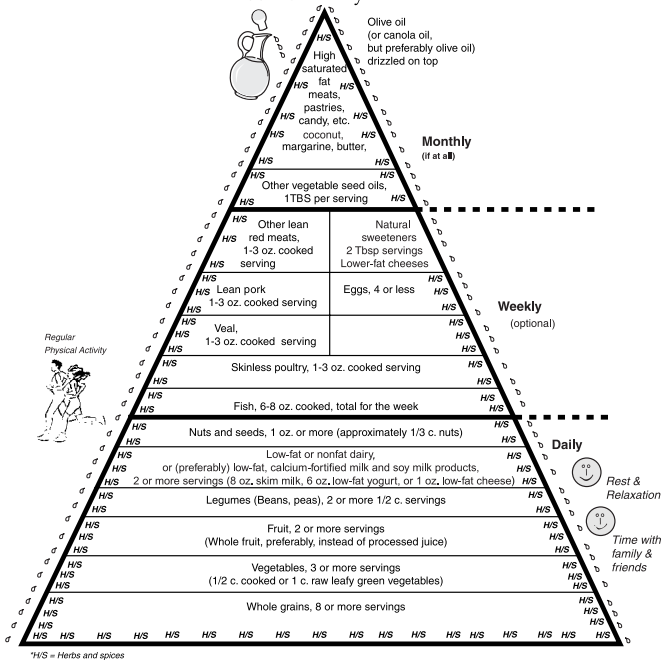 Olive oil
(or canola oil,
but preferably olive oil)
drizzled on top
H/S
High
saturated
fat
H/S meats, H/S
pastries,
H/S candy, etc. H/S
coconut,
H/S H/S
margarine, butter,
H/S H/S
Monthly
(if at all)
H/S H/S
Other vegetable seed oils,
H/S 1TBS per serving H/S
H/S Other lean
red meats,
H/S 1-3 oz. cooked
H/S serving
Natural
sweeteners
2 Tbsp servings
Lower-fat cheeses
H/S
H/S Lean pork
H/S 1-3 oz. cooked serving
Eggs, 4 or less H/S
H/S
H/S
Weekly
(optional)
H/S
H/S Veal,
H/S 1-3 oz. cooked serving
H/S
H/S
H/S
Regular
Physical Activity
H/S Skinless poultry, 1-3 oz. cooked serving H/S
H/S H/S
H/S H/S
H/S Fish, 6-8 oz. cooked, total for the week H/S
H/S Nuts and seeds, 1 oz. or more (approximately 1/3 c. nuts) H/S
H/S H/S
Daily
H/S Low-fat or nonfat dairy, H/S
H/S or (preferably) low-fat, calcium-fortified milk and soy milk products, H/S
H/S 2 or more servings (8 oz. skim milk, 6 oz. low-fat yogurt, or 1 oz. low-fat cheese) H/S
Rest &
Relaxation
H/S Legumes (Beans, peas), 2 or more 1/2 c. servings H/S
H/S H/S
H/S Fruit, 2 or more servings H/S
H/S (Whole fruit, preferably, instead of processed juice) H/S
H/S H/S
Time with
family &
friends
H/S Vegetables, 3 or more servings H/S
H/S (1/2 c. cooked or 1 c. raw leafy green vegetables) H/S
H/S H/S
H/S Whole grains, 8 or more servings H/S
H/S H/S
H/S H/S
H/S H/S H/S H/S H/S H/S H/S H/S H/S H/S H/S H/S H/S H/S H/S H/S
*H/S = Herbs and spices